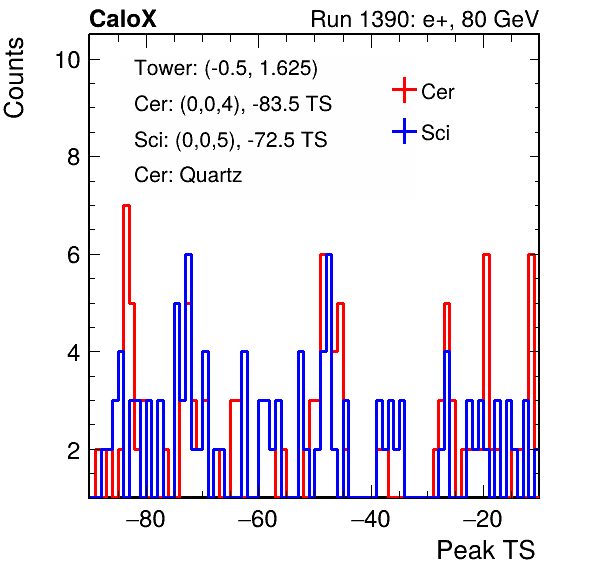 CaloX Run 1390: e+, 80 GeV
Counts
10
8
6
4
2
Tower: (-0.5, 1.625)
Cer: (0,0,4), -83.5 TS
Sci: (0,0,5), -72.5 TS
Cer: Quartz
Cer
Sci
−80 −60 −40 −20
Peak TS